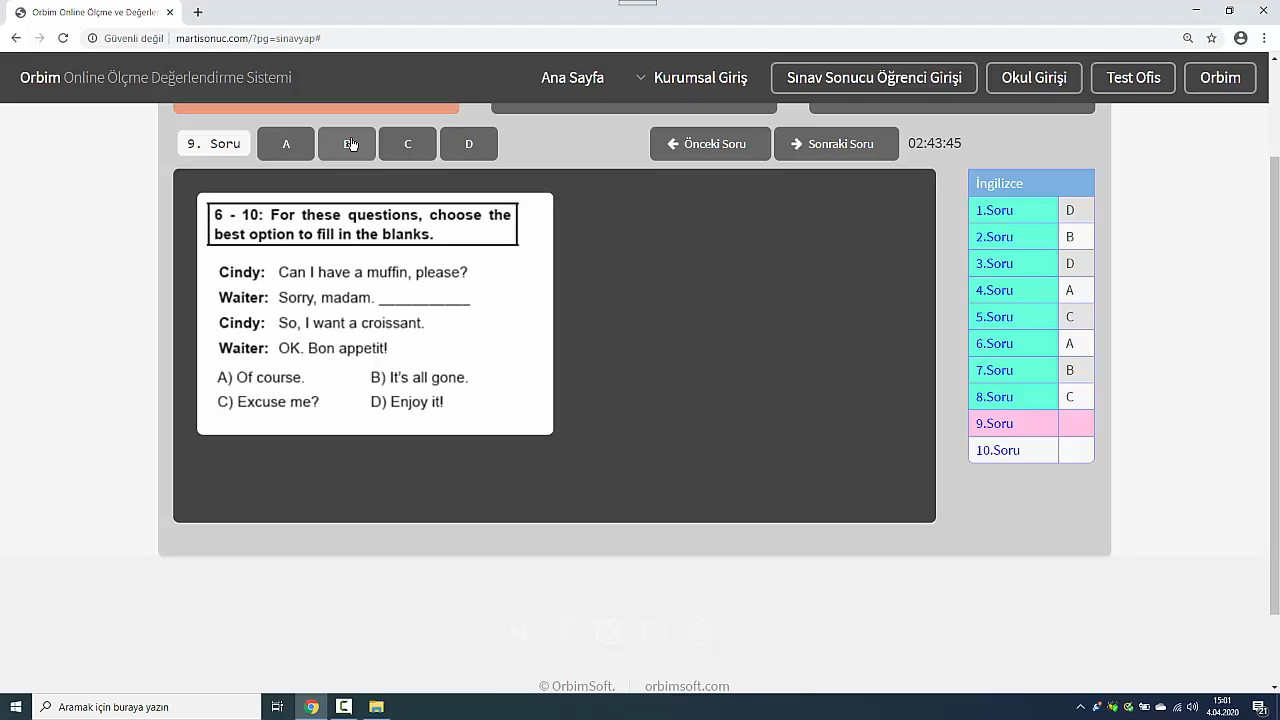 Orbim Online Ölçme ve Değerler
Güvenli değil
martisonuc.com/?pg=sinavyap#
Orbim Online Ölçme Değerlendirme Sistemi
Ana Sayfa
Kurumsal Giriş
Sınav Sonucu Öğrenci Girişi
Okul Girişi
Test Ofis
Orbim
9. Soru
A
B
C
D
Önceki Soru
Sonraki Soru
02:43:45
6 - 10: For these questions, choose the
best option to fill in the blanks.
Cindy: Can I have a muffin, please?
Waiter: Sorry, madam. ___________
Cindy: So, I want a croissant.
Waiter: OK. Bon appetit!
A) Of course. B) It's all gone.
C) Excuse me? D) Enjoy it!
İngilizce
1.Soru D
2.Soru B
3.Soru D
4.Soru A
5.Soru C
6.Soru A
7.Soru B
8.Soru C
9.Soru
10.Soru
© OrbimSoft. orbimsoft.com
Aramak için buraya yazın
15:01
4.04.2020